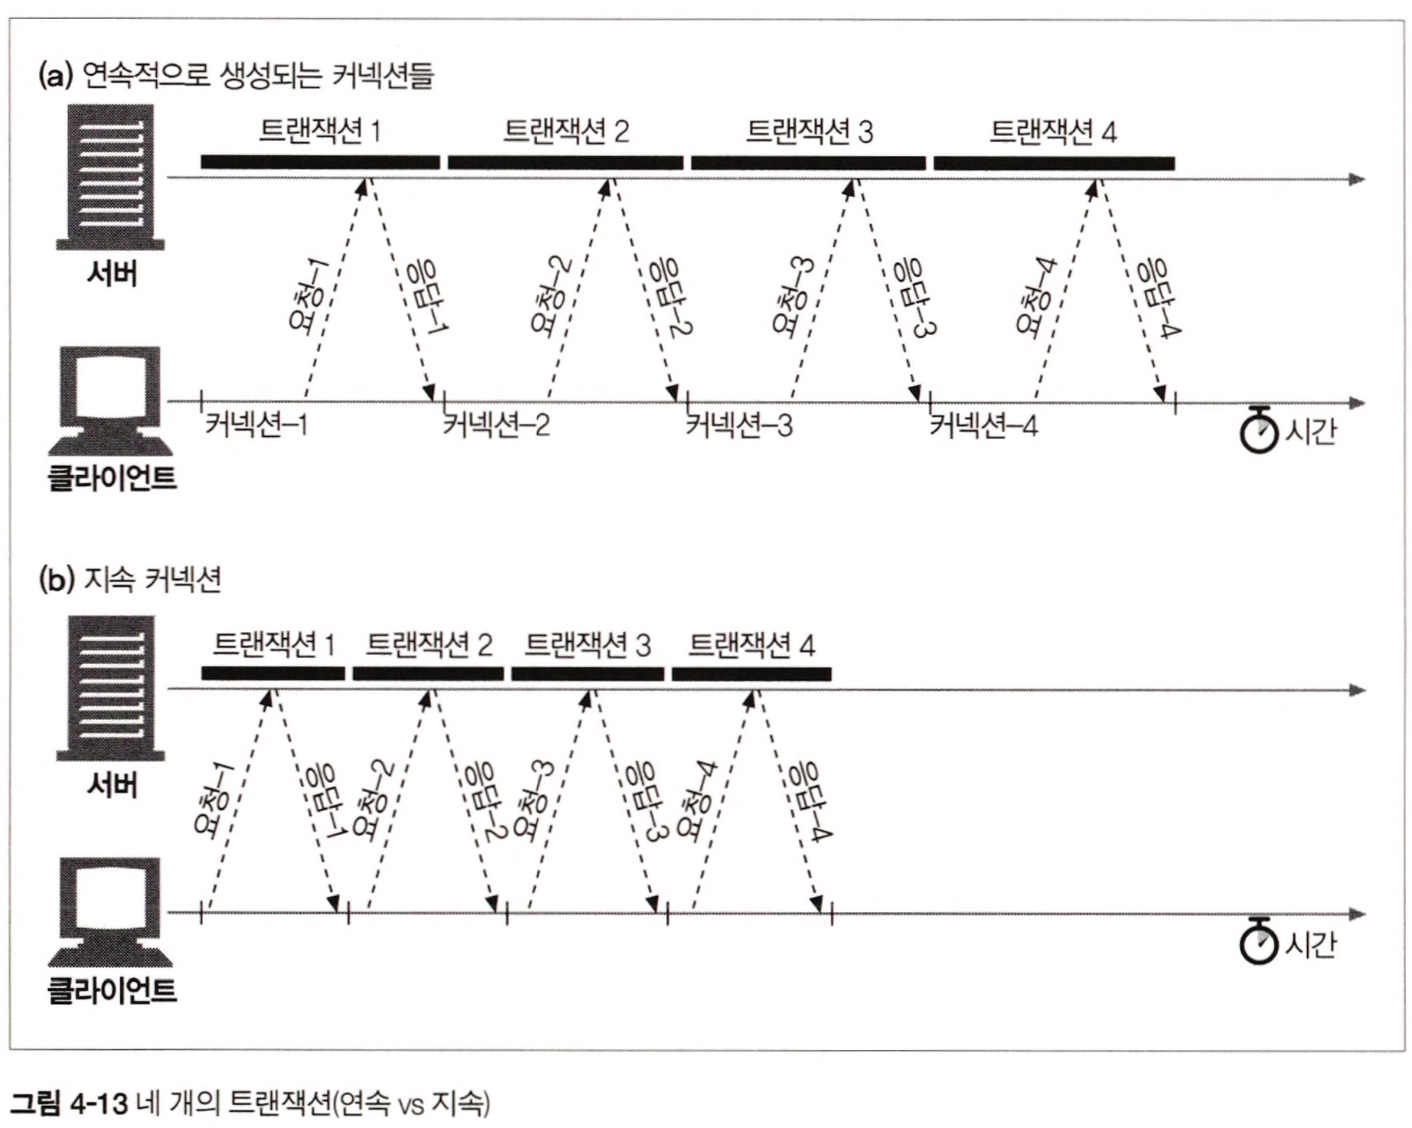 (a) 연속적으로 생성되는 커넥션들
트랜잭션 1 트랜잭션 2 트랜잭션 3 트랜잭션 4
서버
요청-1 응답-1 요청-2 응답-2 요청-3 응답-3 요청-4 응답-4
커넥션-1 커넥션-2 커넥션-3 커넥션-4
시간
클라이언트
(b) 지속 커넥션
트랜잭션 1 트랜잭션 2 트랜잭션 3 트랜잭션 4
서버
요청-1 응답-1 요청-2 응답-2 요청-3 응답-3 요청-4 응답-4
시간
클라이언트
그림 4-13 네 개의 트랜잭션(연속 vs 지속)